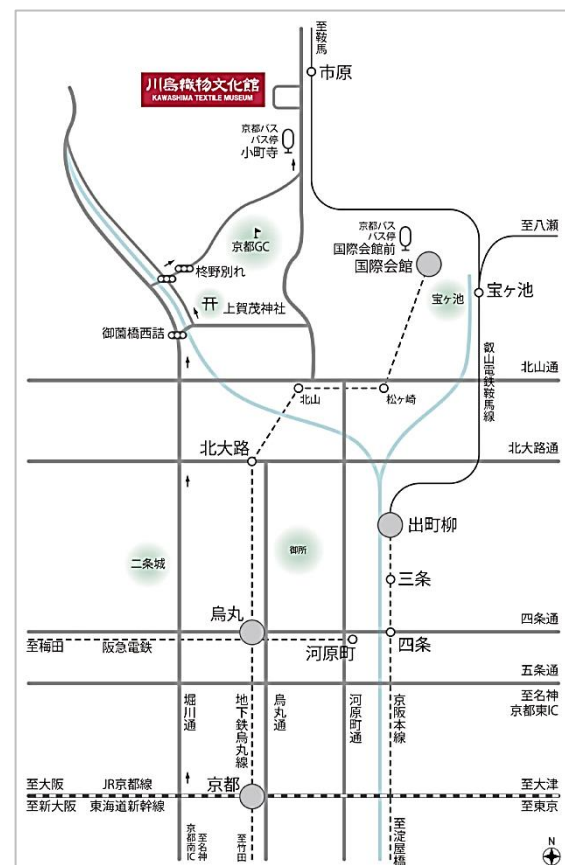 至鞍馬
市原
川島織物文化館
KAWASHIMA TEXTILE MUSEUM
京都バス
バス停
小町寺
京都バス
バス停
国際会館前
国際会館
至八瀬
京都GC
柊野別れ
宝ヶ池
宝ヶ池
上賀茂神社
御薗橋西詰
叡山電鉄鞍馬線
北山通
北山
松ヶ崎
北大路
北大路通
出町柳
二条城
御所
三条
烏丸
四条通
至梅田
阪急電鉄
河原町
四条
五条通
堀川通
地下鉄烏丸線
烏丸通
河原町通
京阪本線
至名神
京都東IC
京都
至大阪
JR京都線
至大津
至新大阪
東海道新幹線
至東京
至名神
京都南IC
至竹田
至淀屋橋
N